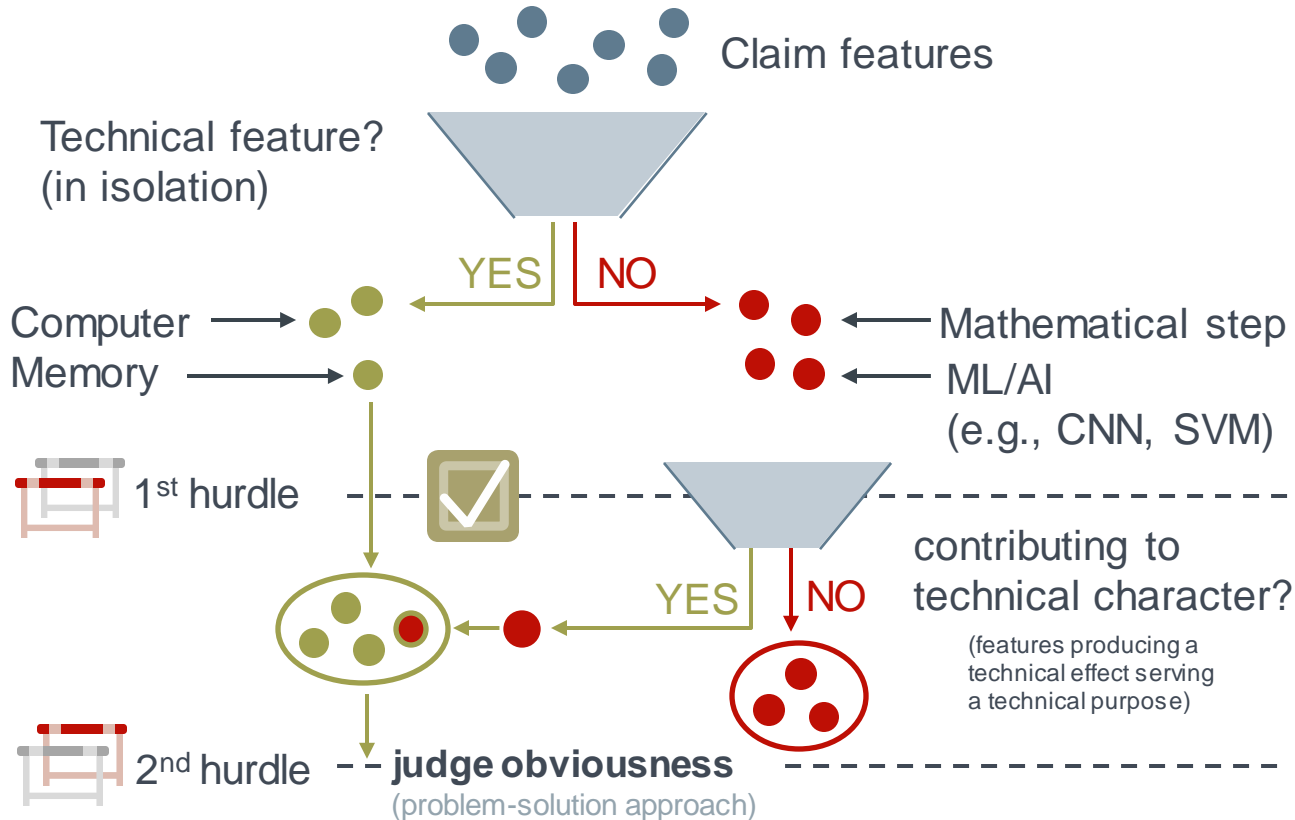 Claim features
Technical feature?
(in isolation)
YES
NO
Computer
Memory
Mathematical step
ML/AI
(e.g., CNN, SVM)
1st hurdle
contributing to
technical character?
(features producing a
technical effect serving
a technical purpose)
YES
NO
2nd hurdle
judge obviousness
(problem-solution approach)